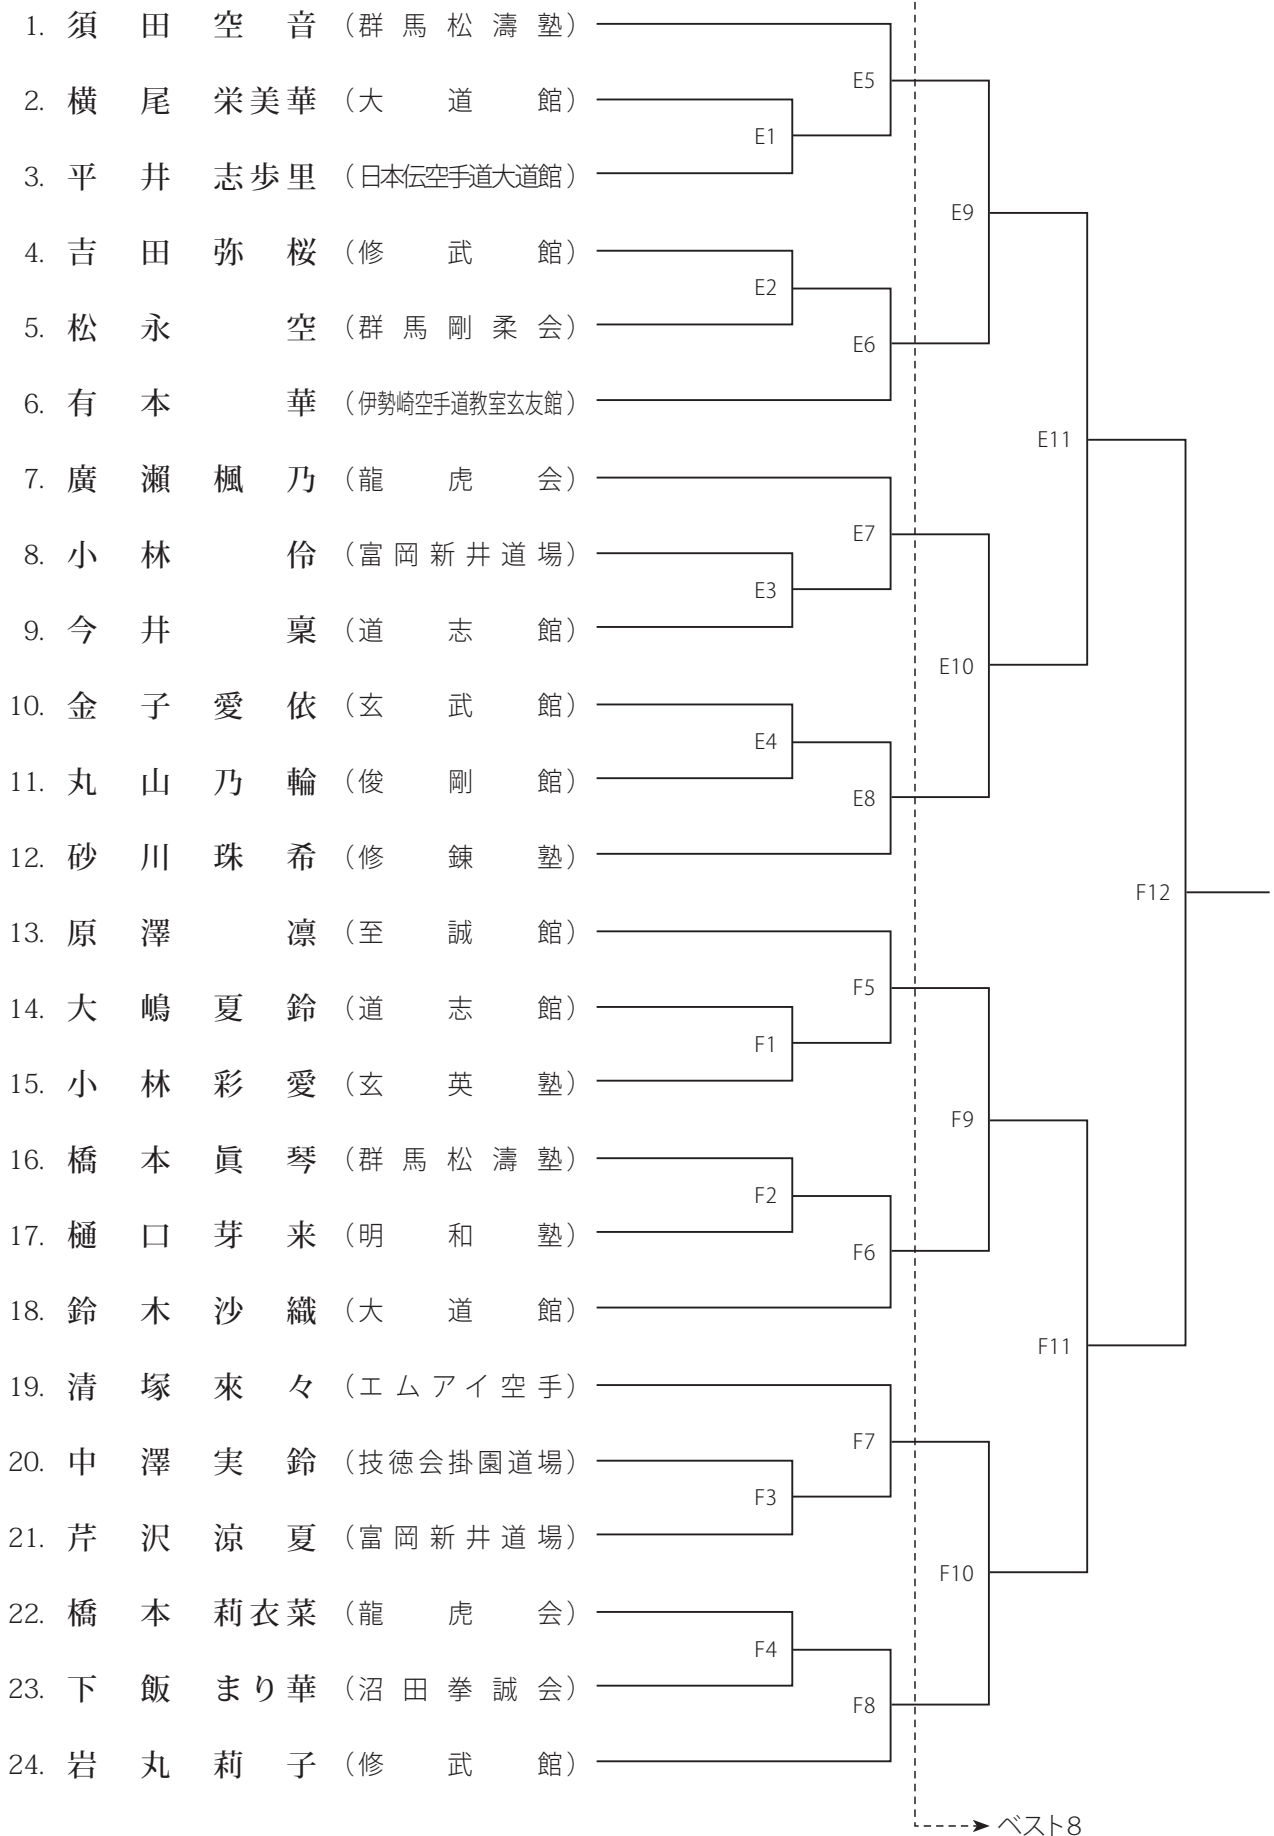 1. 須田空音（群馬松濤塾）
E5
2. 横尾栄美華（大道館）
E1
3. 平井志歩里（日本伝空手道大道館）
E9
4. 吉田弥桜（修武館）
E2
5. 松永空（群馬剛柔会）
E6
6. 有本華（伊勢崎空手道教室玄友館）
E11
7. 廣瀬楓乃（龍虎会）
E7
8. 小林伶（富岡新井道場）
E3
9. 今井稟（道志館）
E10
10. 金子愛依（玄武館）
E4
11. 丸山乃輪（俊剛館）
E8
12. 砂川珠希（修錬塾）
F12
13. 原澤凛（至誠館）
F5
14. 大嶋夏鈴（道志館）
F1
15. 小林彩愛（玄英塾）
F9
16. 橋本眞琴（群馬松濤塾）
F2
17. 樋口芽来（明和塾）
F6
18. 鈴木沙織（大道館）
F11
19. 清塚來々（エムアイ空手）
F7
20. 中澤実鈴（技徳会掛園道場）
F3
21. 芹沢涼夏（富岡新井道場）
F10
22. 橋本莉衣菜（龍虎会）
F4
23. 下飯まり華（沼田拳誠会）
F8
24. 岩丸莉子（修武館）
ベスト8